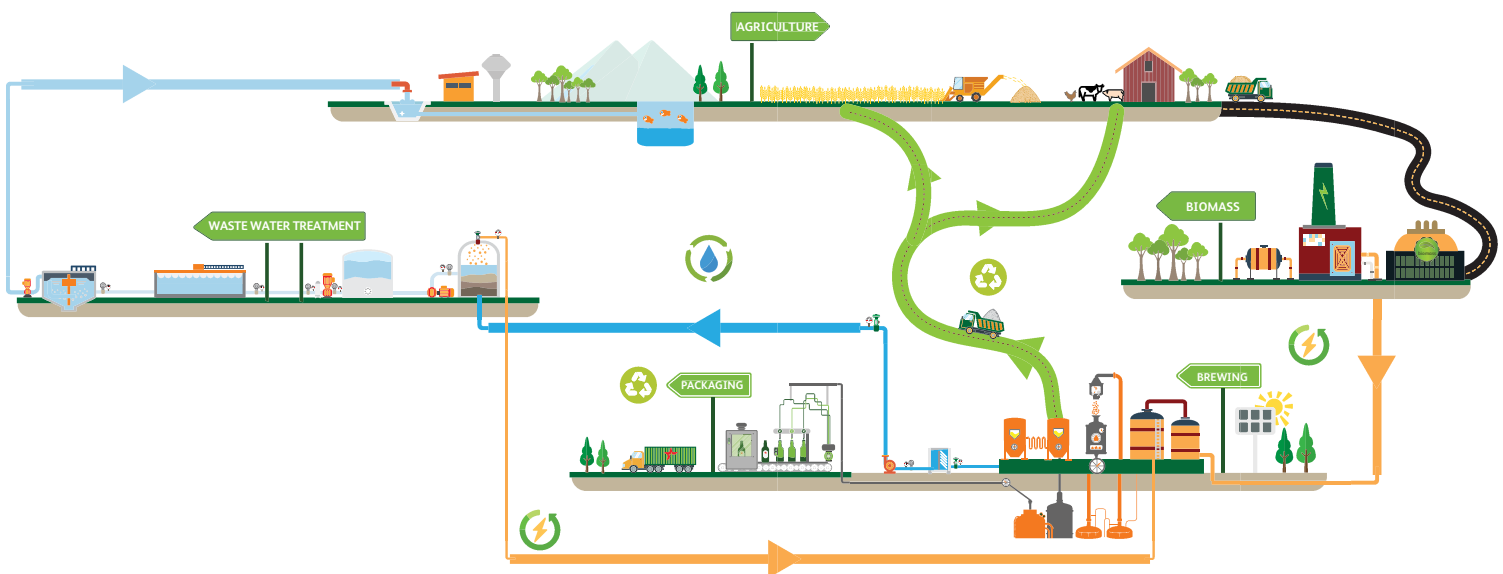 AGRICULTURE
BIOMASS
WASTE WATER TREATMENT
BREWING
PACKAGING